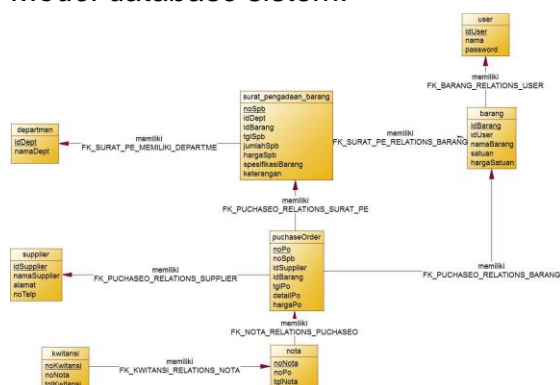 Model database sistem.
user
idUser
nama
password
memiliki
FK_BARANG_RELATIONS_USER
surat_pengadaan_barang
noSpb
idDept
idBarang
tglSpb
jumlahSpb
hargaSpb
spesifikasiBarang
keterangan
departmen
idDept
namaDept
memiliki
FK_SURAT_PE_MEMILIKI_DEPARTME
memiliki
FK_SURAT_PE_RELATIONS_BARANG
barang
idBarang
idUser
namaBarang
satuan
hargaSatuan
memiliki
FK_PUCHASEO_RELATIONS_SURAT_PE
supplier
idSupplier
namaSupplier
alamat
noTelp
memiliki
FK_PUCHASEO_RELATIONS_SUPPLIER
puchaseOrder
noPo
noSpb
idSupplier
idBarang
tglPo
detailPo
hargaPo
memiliki
FK_PUCHASEO_RELATIONS_BARANG
memiliki
FK_NOTA_RELATIONS_PUCHASEO
kwitansi
noKwitansi
noNota
tglKwitansi
memiliki
FK_KWITANSI_RELATIONS_NOTA
nota
noNota
noPo
tglNota